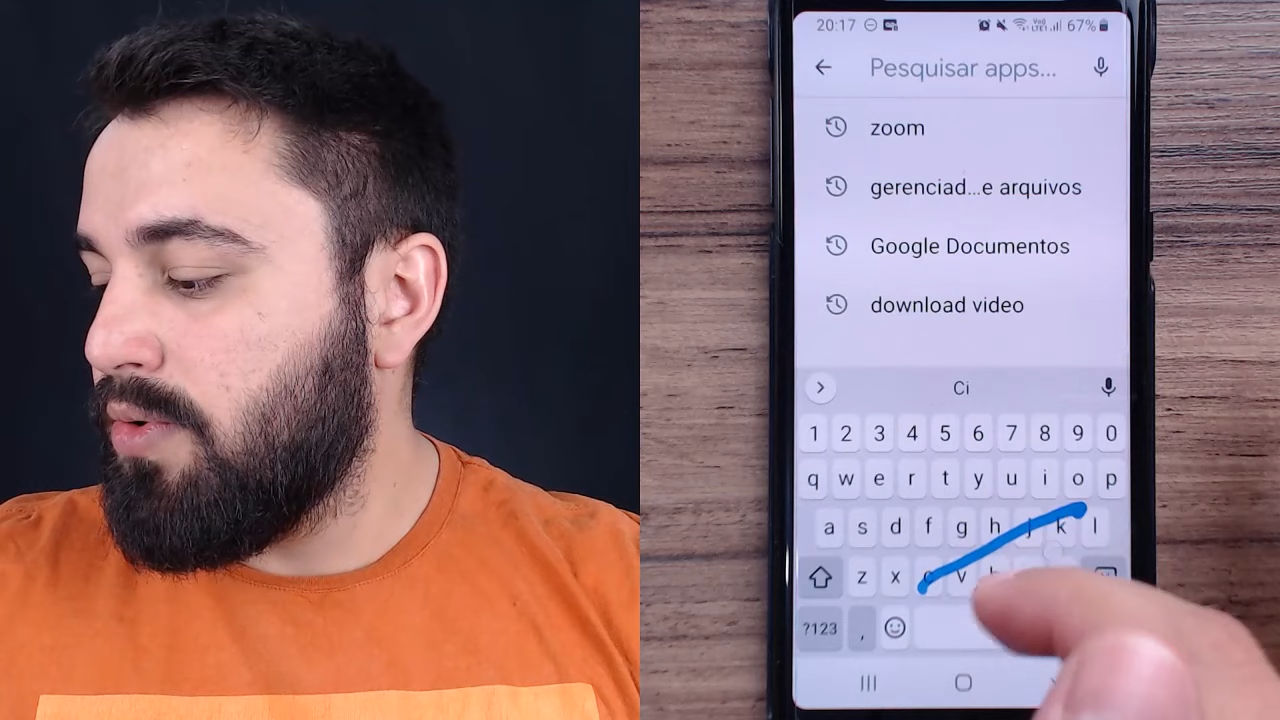 20:17 67%
Pesquisar apps...
zoom
gerenciad...e arquivos
Google Documentos
download video
Ci
1 2 3 4 5 6 7 8 9 0
q w e r t y u i o p
a s d f g h j k l
z x c v b
?123 ,